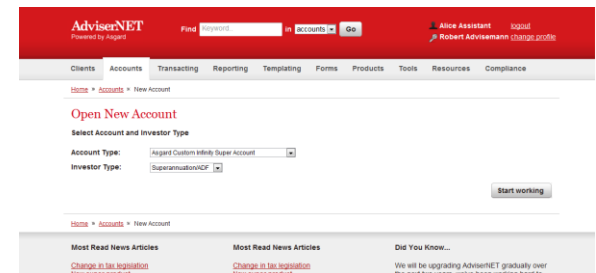 AdviserNET
Powered by Asgard
Find Keyword. in accounts Go
Alice Assistant logout
Robert Advisemann change profile
Clients Accounts Transacting Reporting Templating Forms Products Tools Resources Compliance
Home » Accounts » New Account
Open New Account
Select Account and Investor Type
Account Type: Asgard Custom Infinity Super Account
Investor Type: Superannuation/ADF
Start working
Home » Accounts » New Account
Most Read News Articles Most Read News Articles Did You Know...
Change in tax legislation Change in tax legislation We will be upgrading AdviserNET gradually over